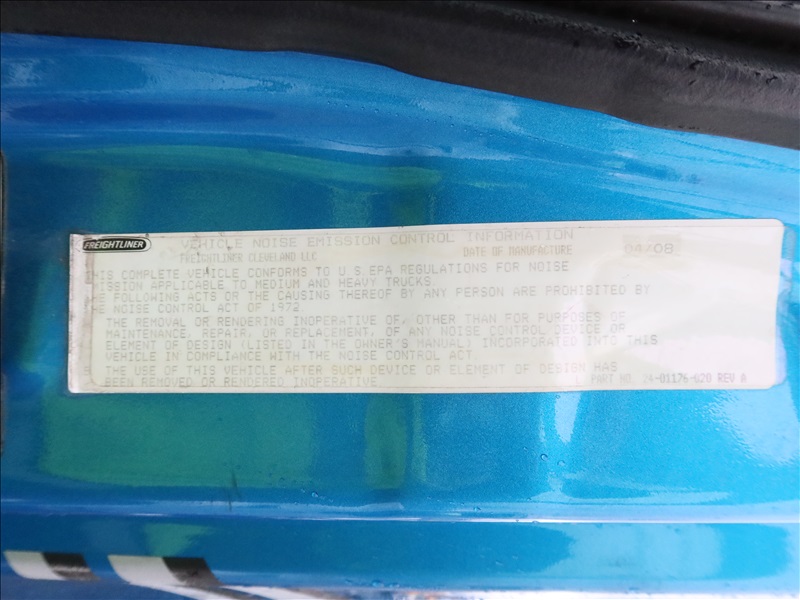 FREIGHTLINER VEHICLE NOISE EMISSION CONTROL INFORMATION
FREIGHTLINER CLEVELAND LLC DATE OF MANUFACTURE 04/08
THIS COMPLETE VEHICLE CONFORMS TO U S EPA REGULATIONS FOR NOISE
MISSION APPLICABLE TO MEDIUM AND HEAVY TRUCKS
HE FOLLOWING ACTS OR THE CAUSING THEREOF BY ANY PERSON ARE PROHIBITED BY
HE NOISE CONTROL ACT OF 1972
THE REMOVAL OR RENDERING INOPERATIVE OF, OTHER THAN FOR PURPOSES OF
MAINTENANCE, REPAIR, OR REPLACEMENT, OF ANY NOISE CONTROL DEVICE OR
ELEMENT OF DESIGN (LISTED IN THE OWNER'S MANUAL) INCORPORATED INTO THIS
VEHICLE IN COMPLIANCE WITH THE NOISE CONTROL ACT.
THE USE OF THIS VEHICLE AFTER SUCH DEVICE OR ELEMENT OF DESIGN HAS
BEEN REMOVED OR RENDERED INOPERATIVE. PART NO. 24-01176-020 REV A